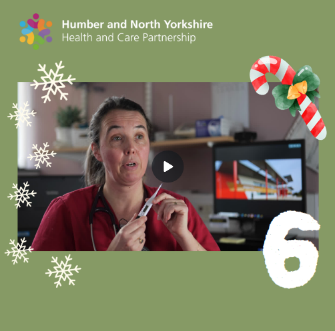 Humber and North Yorkshire
Health and Care Partnership
6